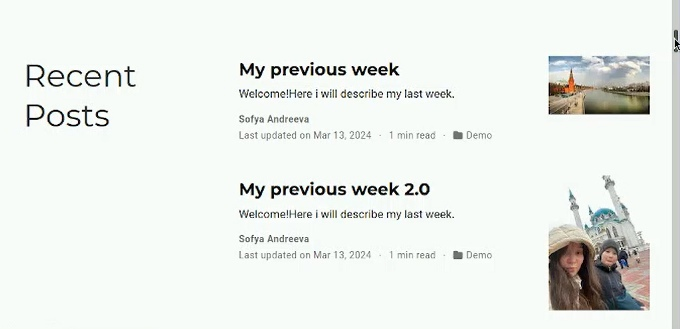 Recent
Posts
My previous week
Welcome!Here i will describe my last week.
Sofya Andreeva
Last updated on Mar 13, 2024 · 1 min read · Demo
My previous week 2.0
Welcome!Here i will describe my last week.
Sofya Andreeva
Last updated on Mar 13, 2024 · 1 min read · Demo